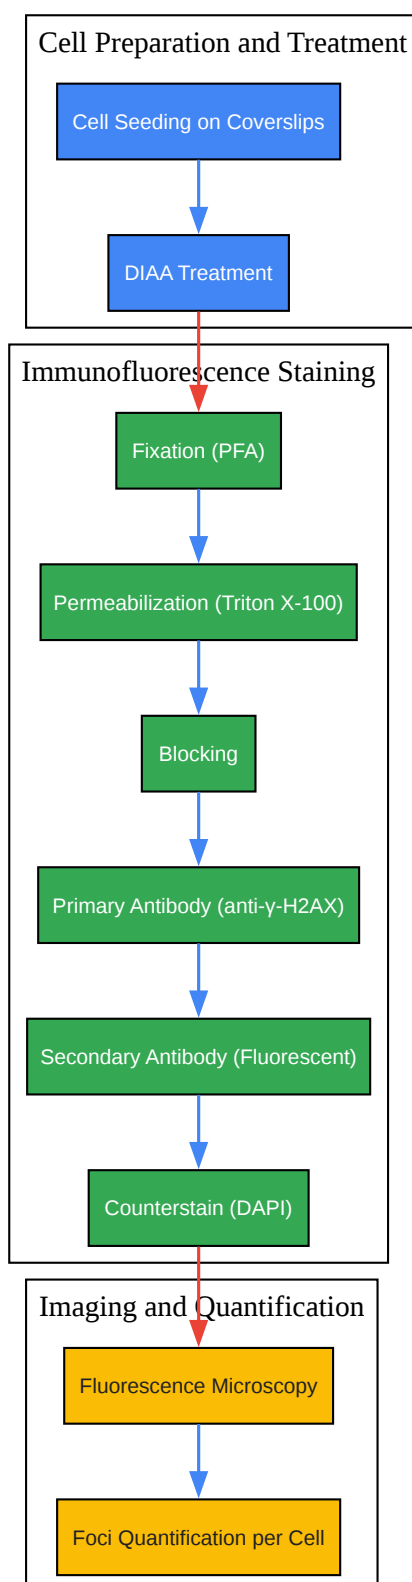 Cell Preparation and Treatment
Cell Seeding on Coverslips
DIAA Treatment
Immunofluorescence Staining
Fixation (PFA)
Permeabilization (Triton X-100)
Blocking
Primary Antibody (anti-γ-H2AX)
Secondary Antibody (Fluorescent)
Counterstain (DAPI)
Imaging and Quantification
Fluorescence Microscopy
Foci Quantification per Cell